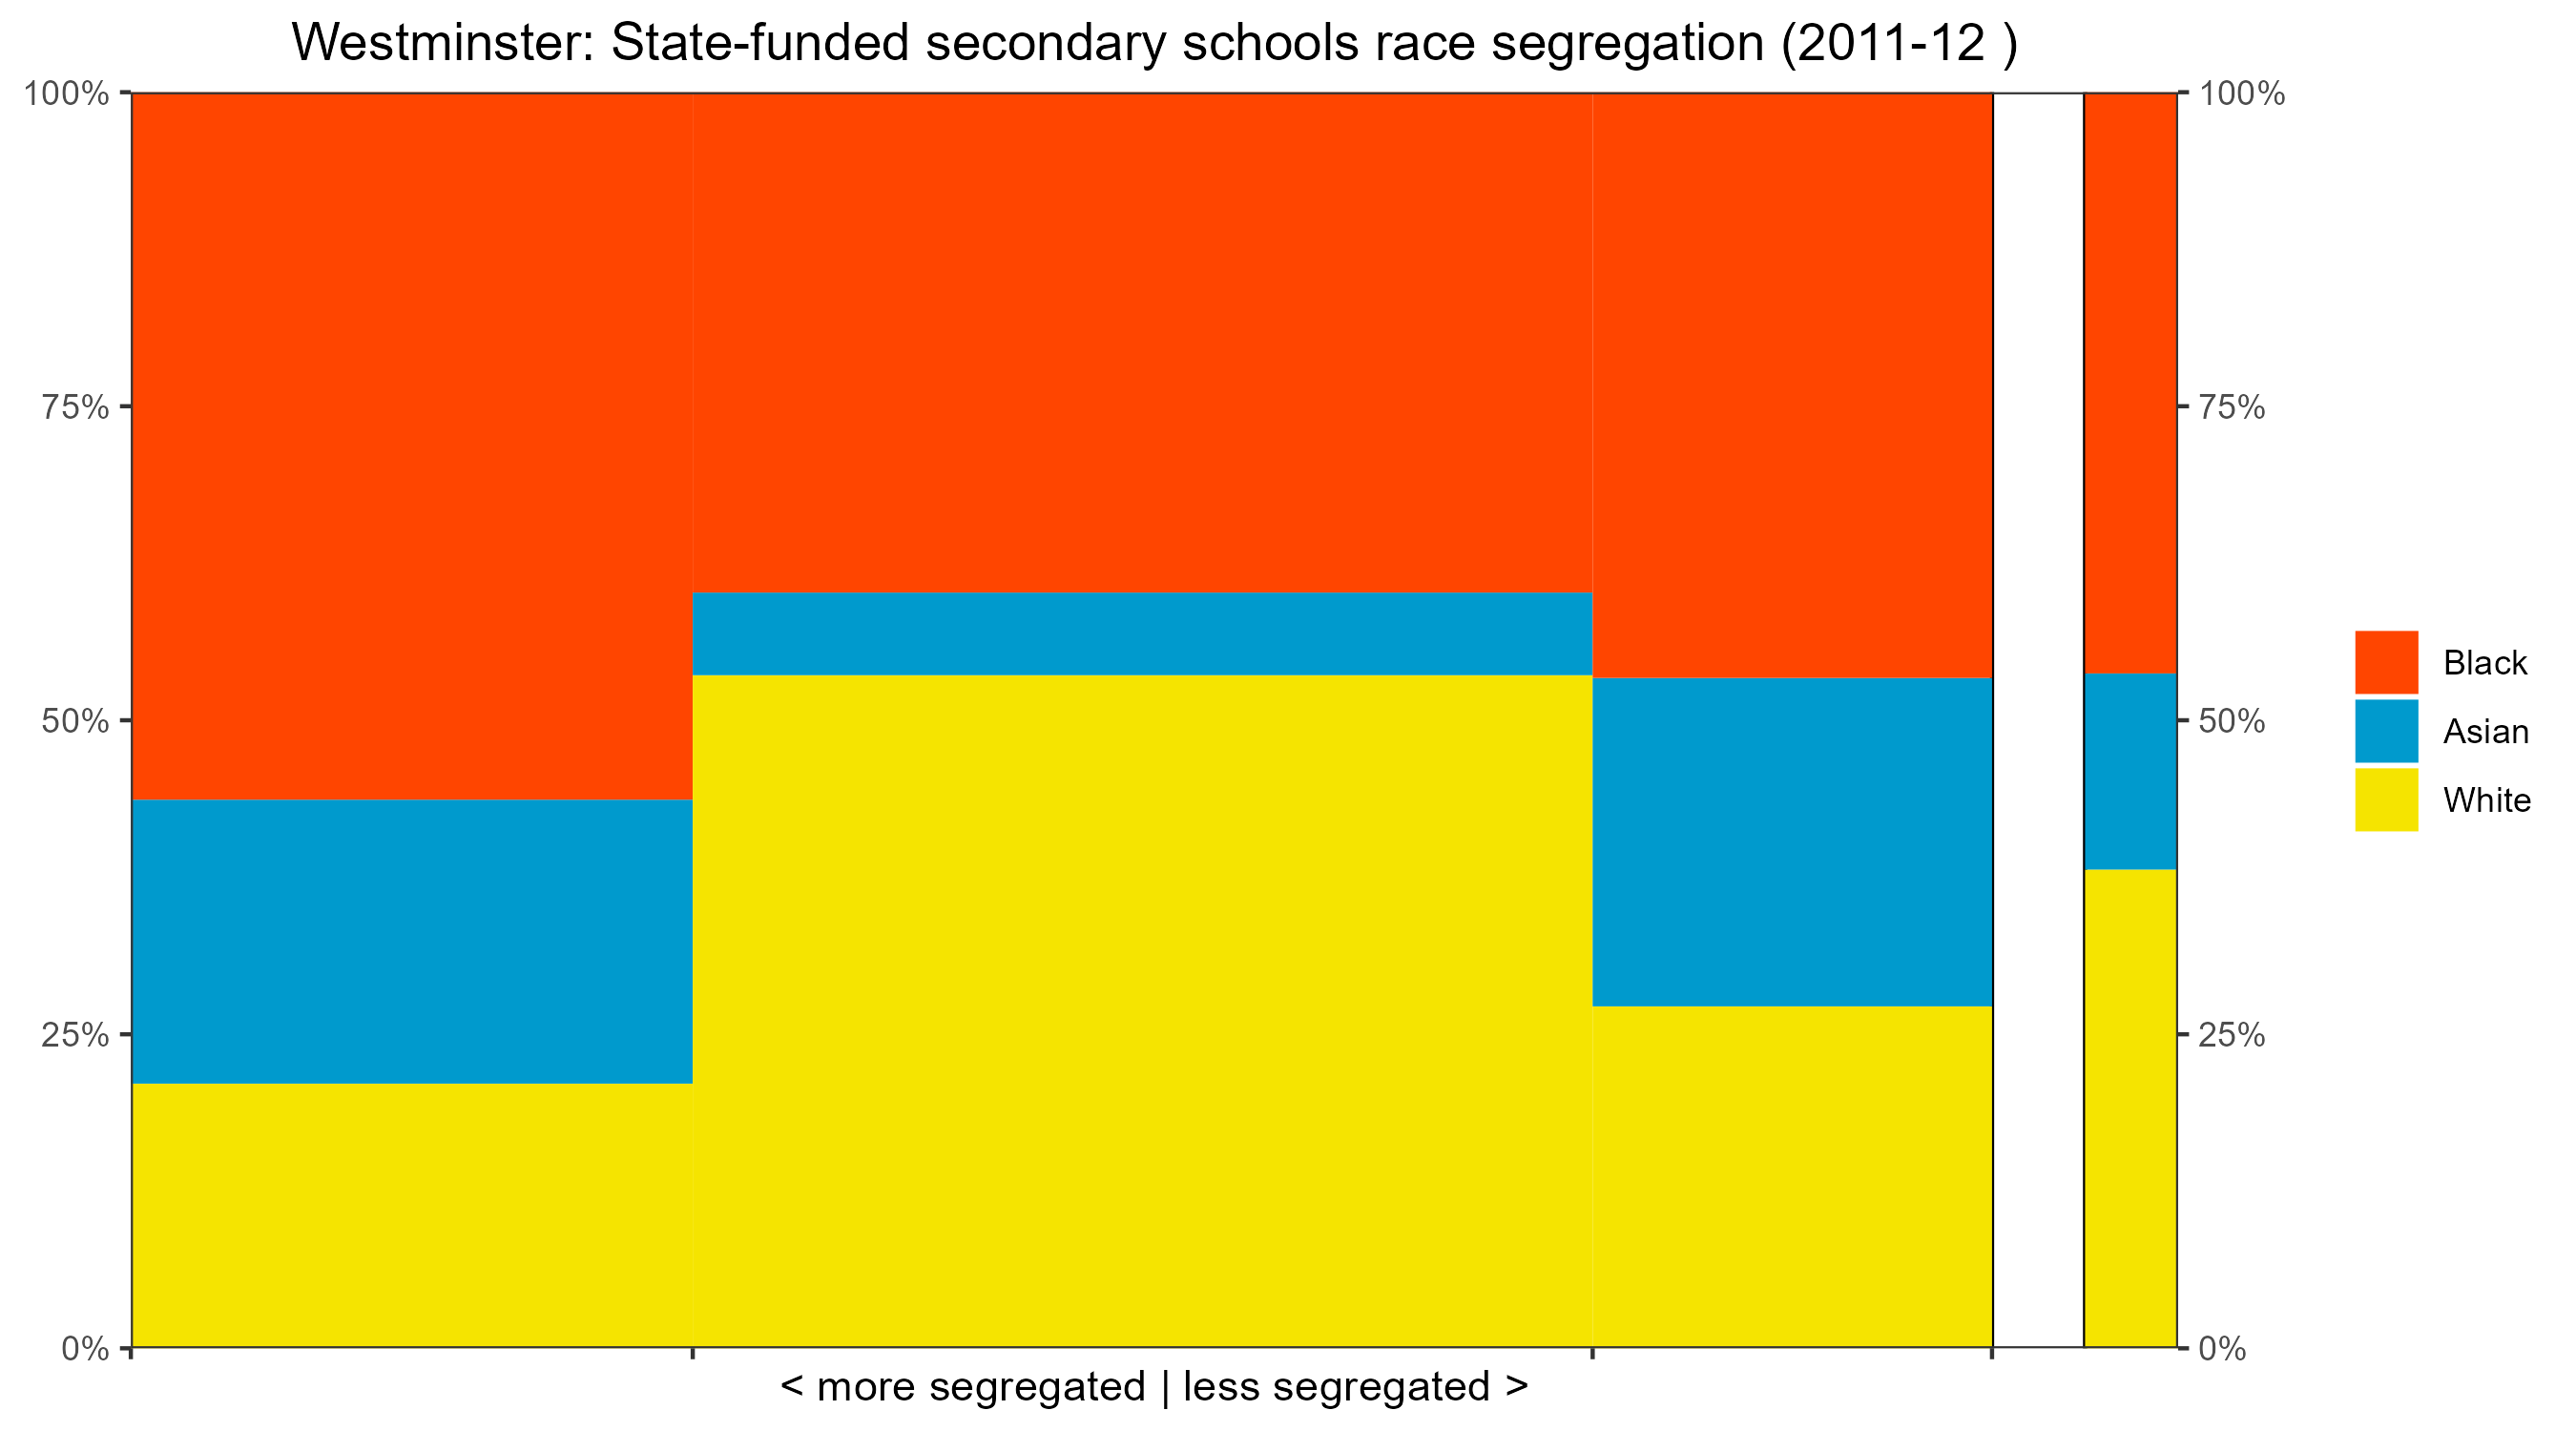 Westminster: State-funded secondary schools race segregation (2011-12 )
100%
75%
50%
25%
0%
100%
75%
50%
25%
0%
Black
Asian
White
< more segregated | less segregated >